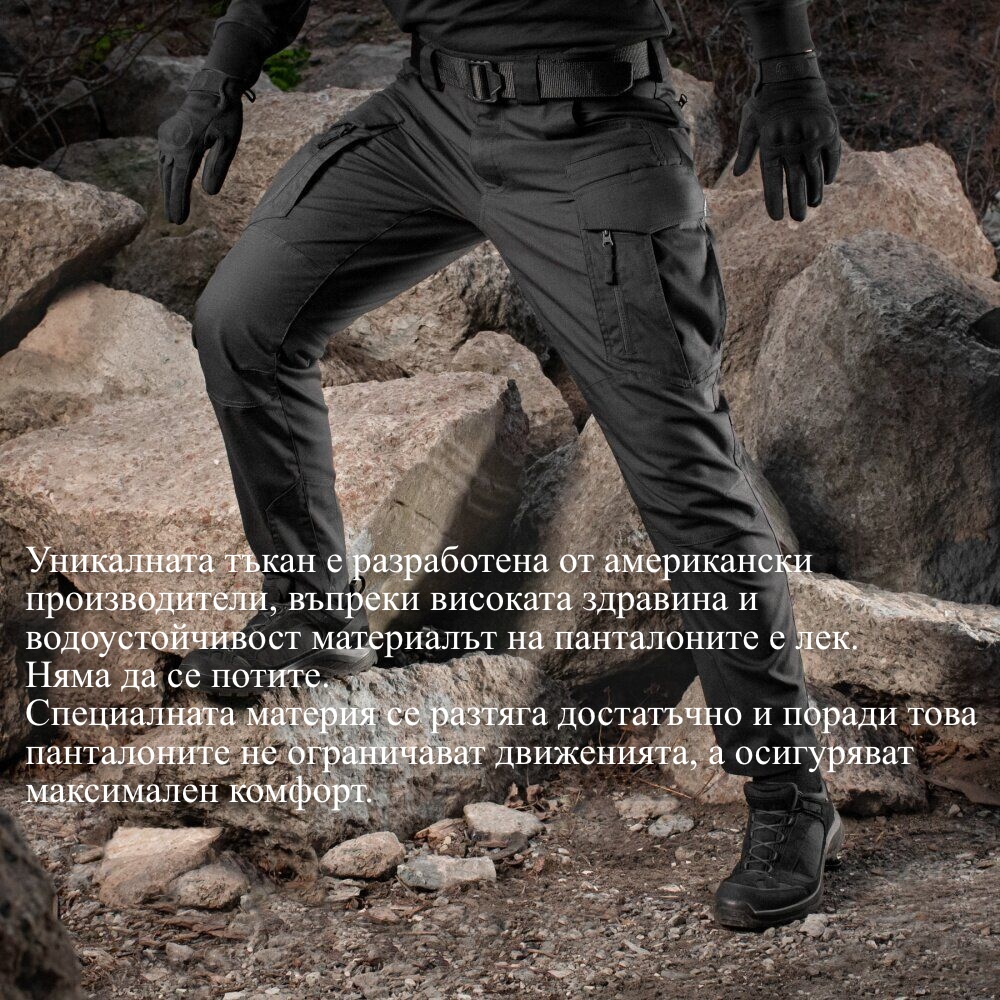 Уникалната тъкан е разработена от американски
производители, въпреки високата здравина и
водоустойчивост материалът на панталоните е лек.
Няма да се потите.
Специалната материя се разтяга достатъчно и поради това
панталоните не ограничават движенията, а осигуряват
максимален комфорт.